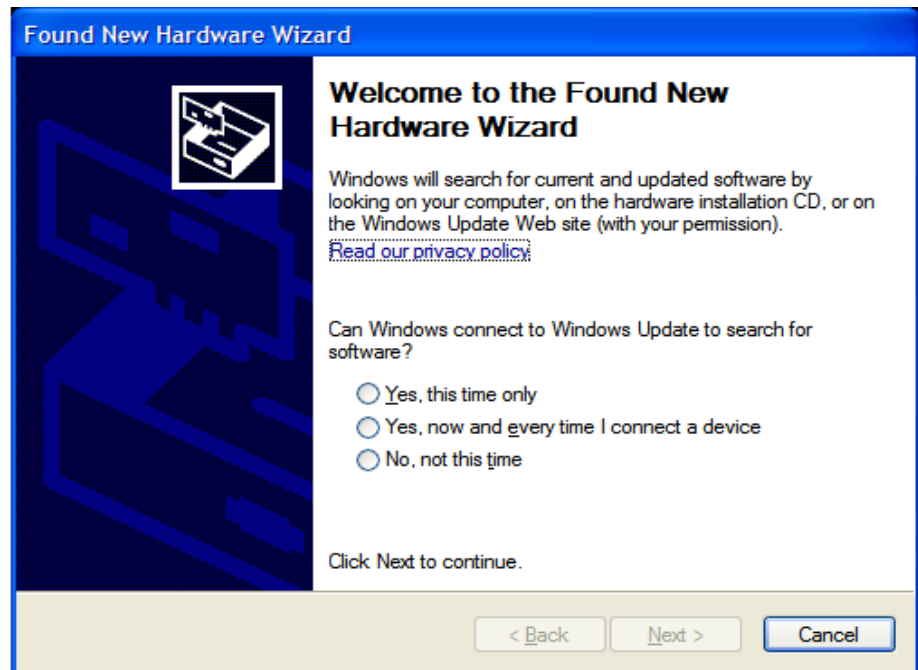 Found New Hardware Wizard
Welcome to the Found New
Hardware Wizard
Windows will search for current and updated software by
looking on your computer, on the hardware installation CD, or on
the Windows Update Web site (with your permission).
Read our privacy policy
Can Windows connect to Windows Update to search for
software?
Yes, this time only
Yes, now and every time I connect a device
No, not this time
Click Next to continue.
< Back Next > Cancel